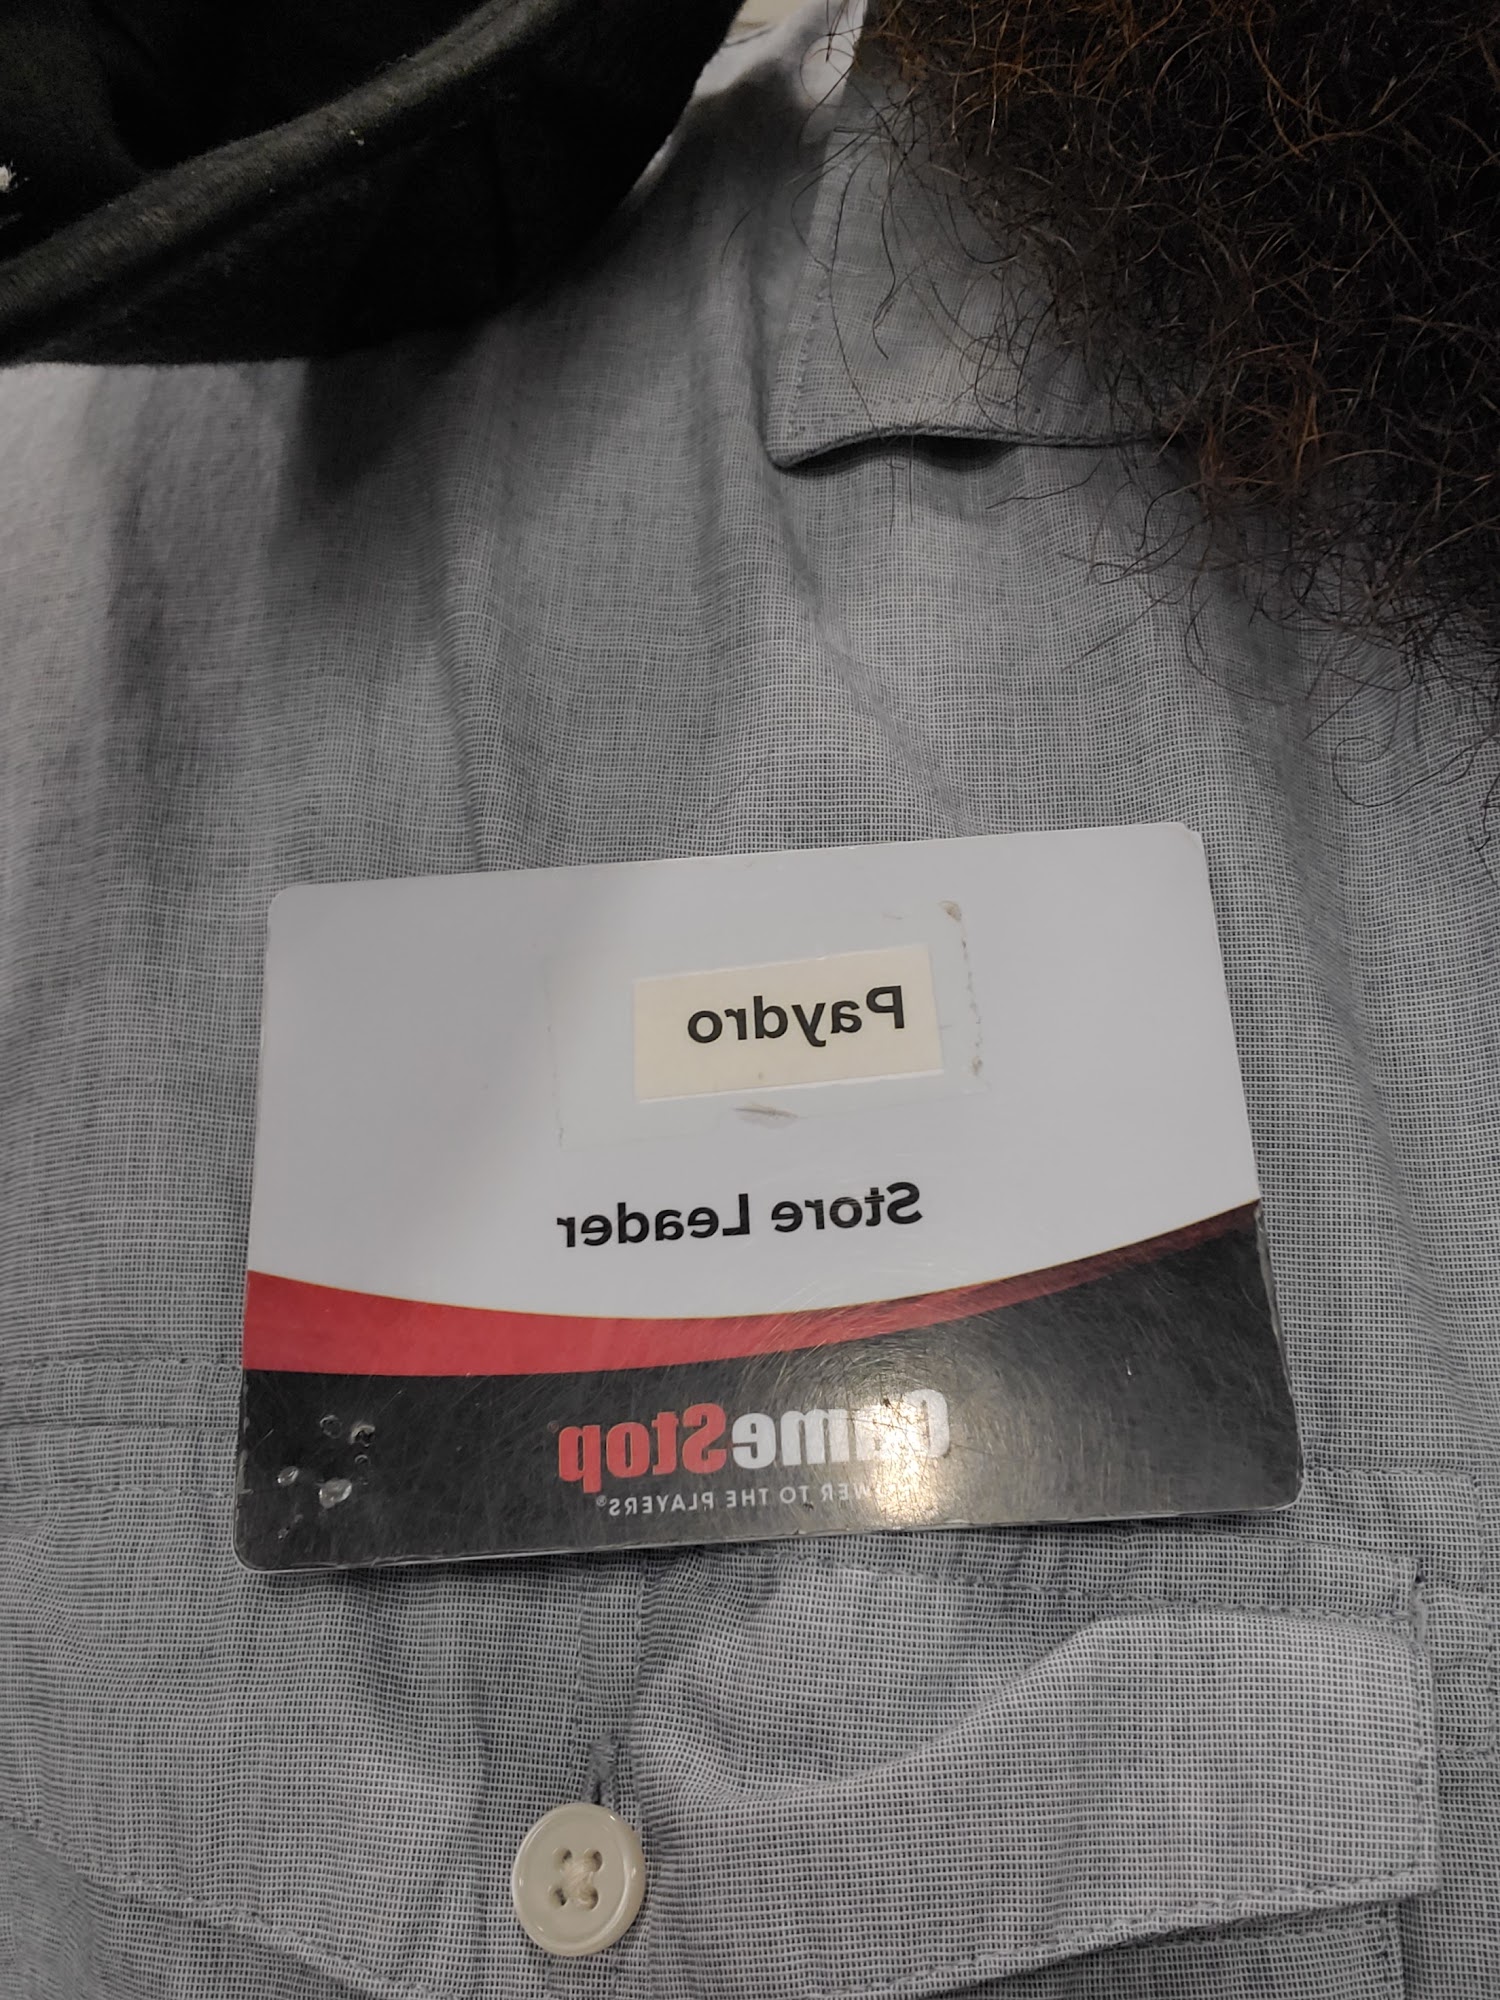 Paydro
Store Leader
GameStop
POWER TO THE PLAYERS®